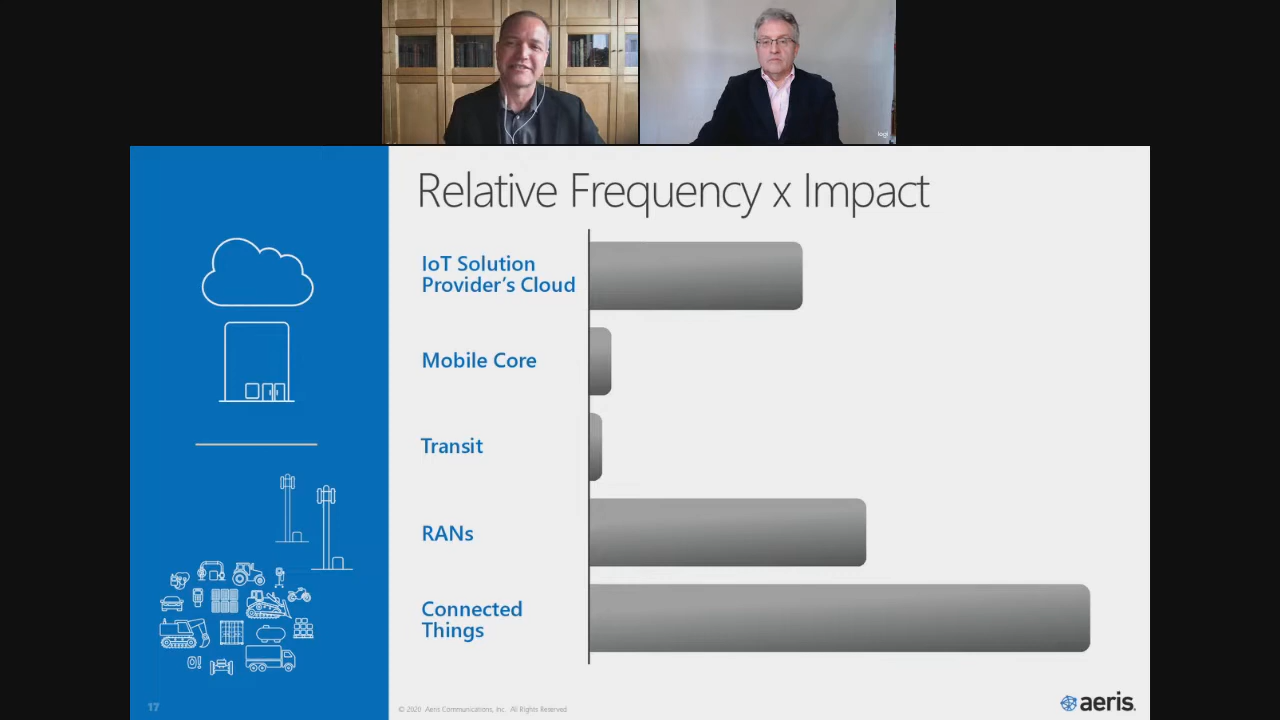 logi
Relative Frequency x Impact
IoT Solution
Provider's Cloud
Mobile Core
Transit
RANs
Connected
Things
17
© 2020 Aeris Communications, Inc. All Rights Reserved
aeris.